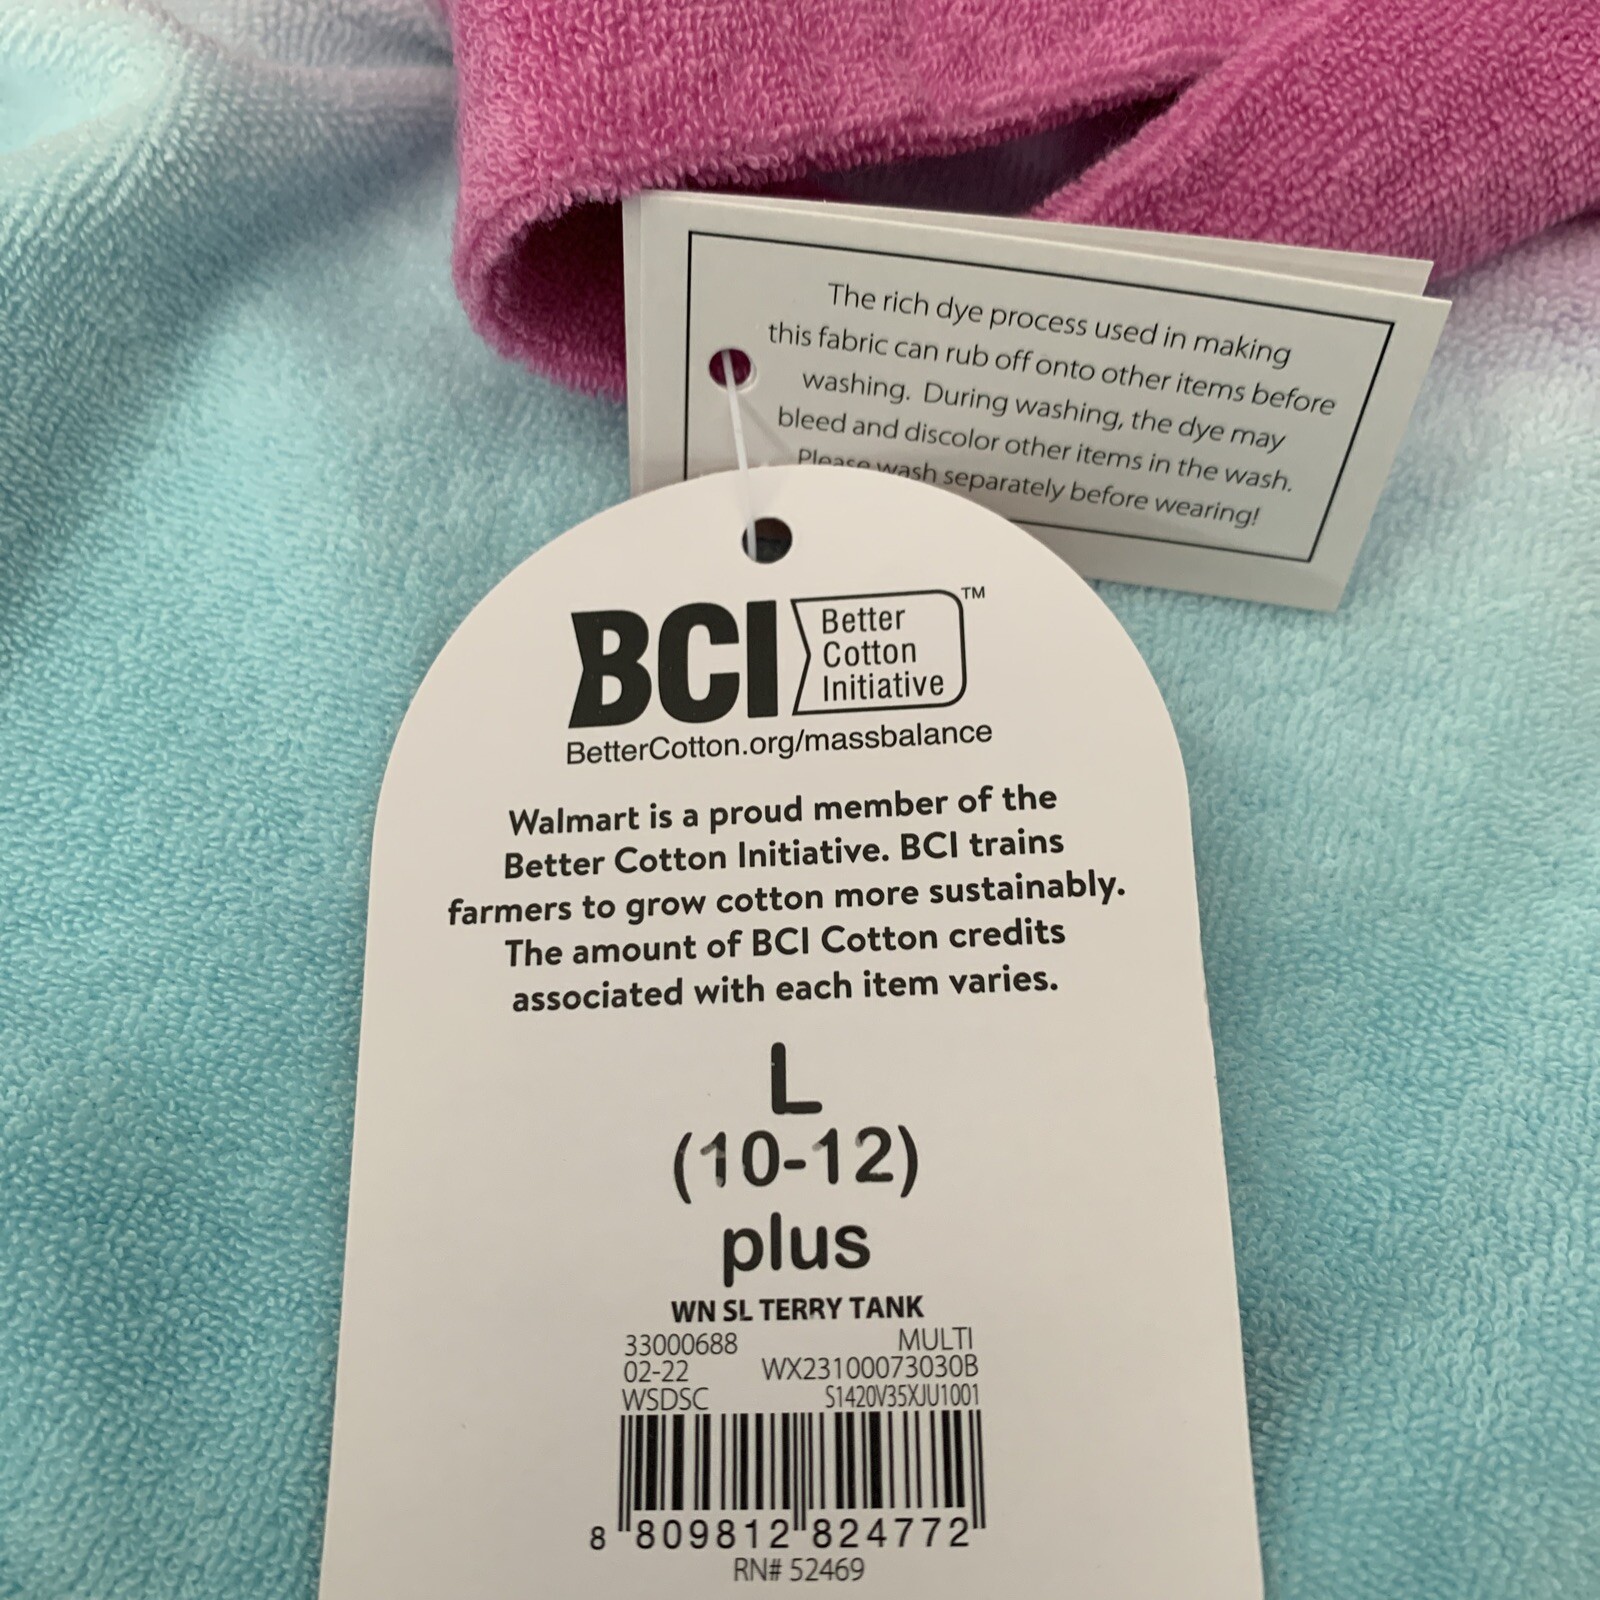 The rich dye process used in making
this fabric can rub off onto other items before
washing. During washing, the dye may
bleed and discolor other items in the wash.
Please wash separately before wearing!
BCI Better
Cotton
Initiative ™
BetterCotton.org/massbalance
Walmart is a proud member of the
Better Cotton Initiative. BCI trains
farmers to grow cotton more sustainably.
The amount of BCI Cotton credits
associated with each item varies.
L
(10-12)
plus
WN SL TERRY TANK
33000688 MULTI
02-22 WX23100073030B
WSDSC S1420V35XJU1001
8 809812 824772
RN# 52469